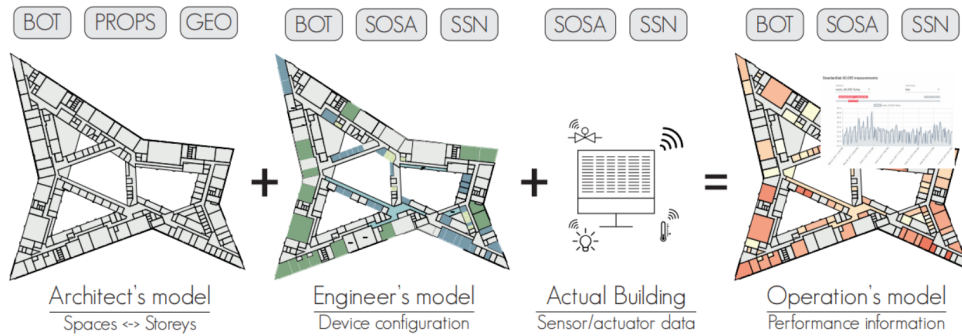 BOT PROPS GEO
BOT SOSA SSN
SOSA SSN
BOT SOSA SSN
+
+
=
Architect's model
Spaces <-> Storeys
Engineer's model
Device configuration
Actual Building
Sensor/actuator data
Operation's model
Performance information